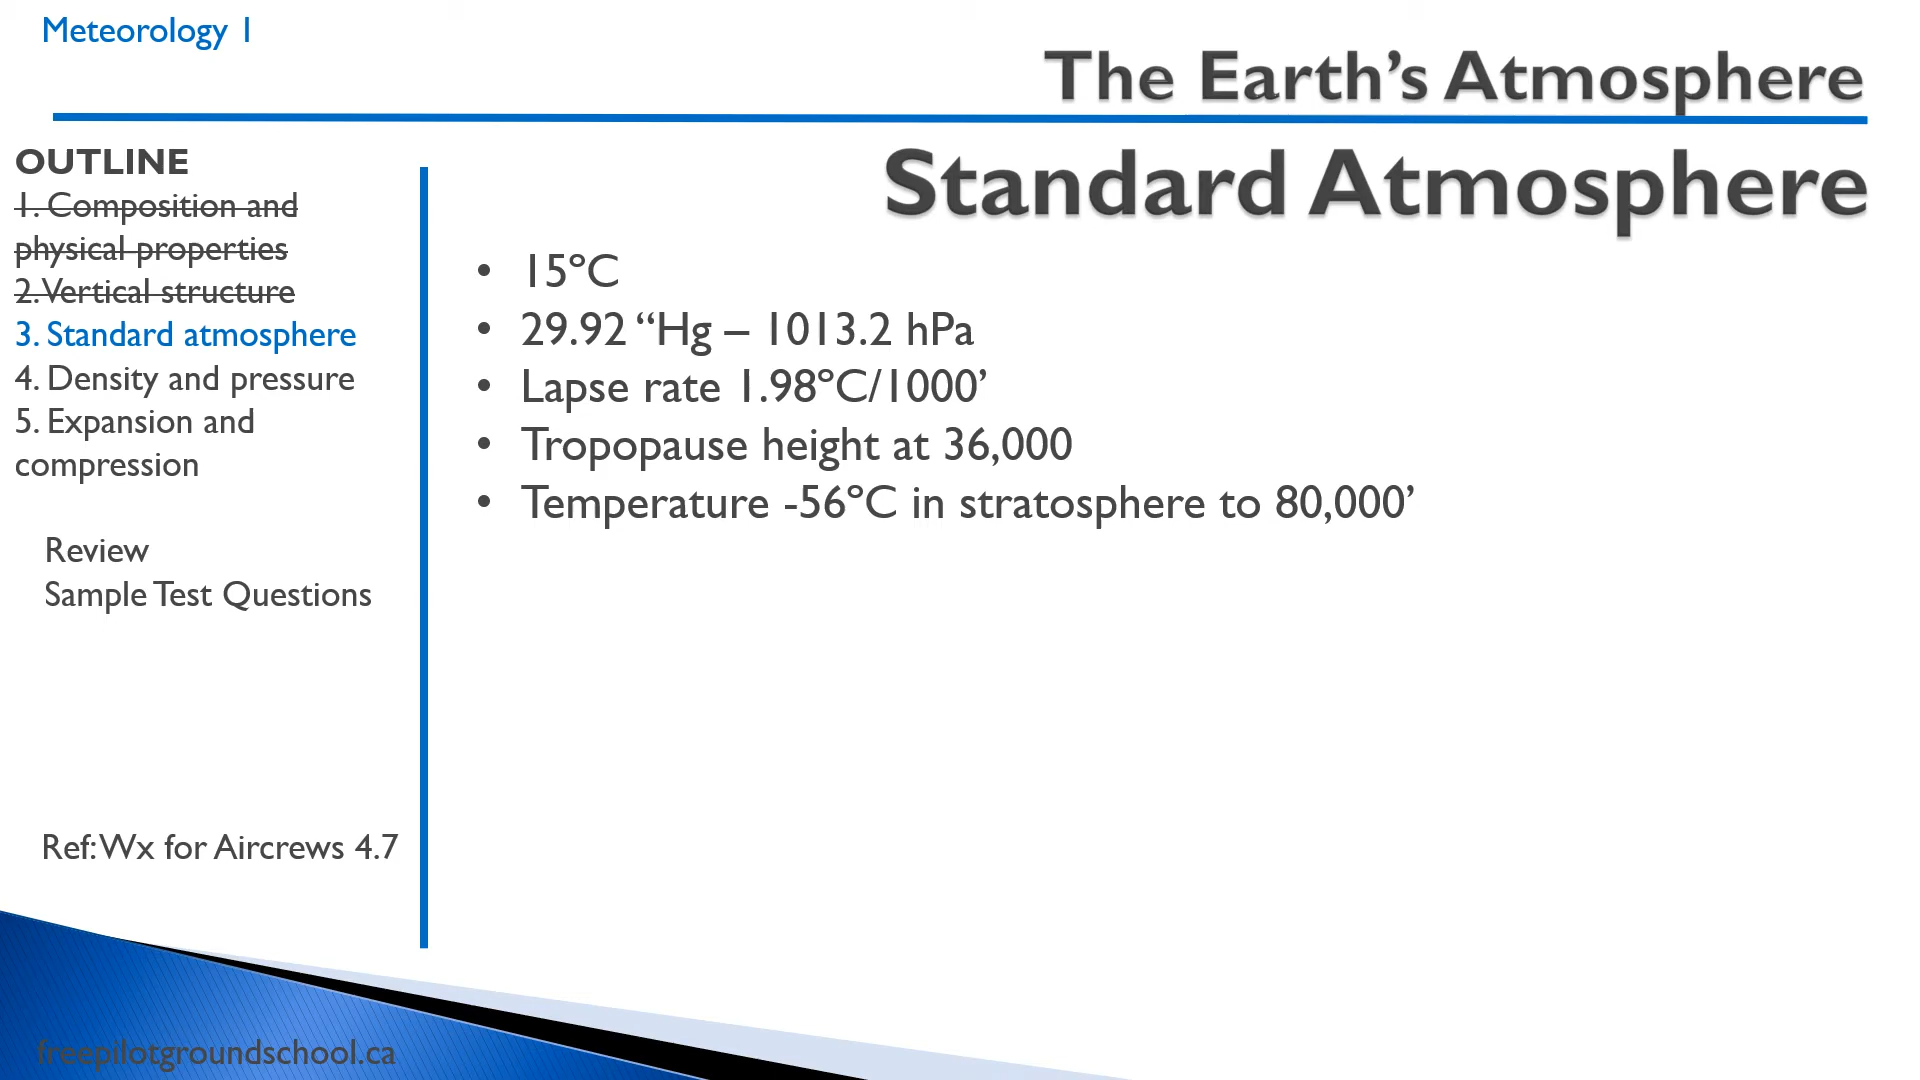 Meteorology 1
The Earth’s Atmosphere
Standard Atmosphere
OUTLINE
1. Composition and
physical properties
2. Vertical structure
3. Standard atmosphere
4. Density and pressure
5. Expansion and
compression
Review
Sample Test Questions
Ref: Wx for Aircrews 4.7
• 15°C
• 29.92 “Hg – 1013.2 hPa
• Lapse rate 1.98°C/1000’
• Tropopause height at 36,000
• Temperature -56°C in stratosphere to 80,000’
freepilotgroundschool.ca